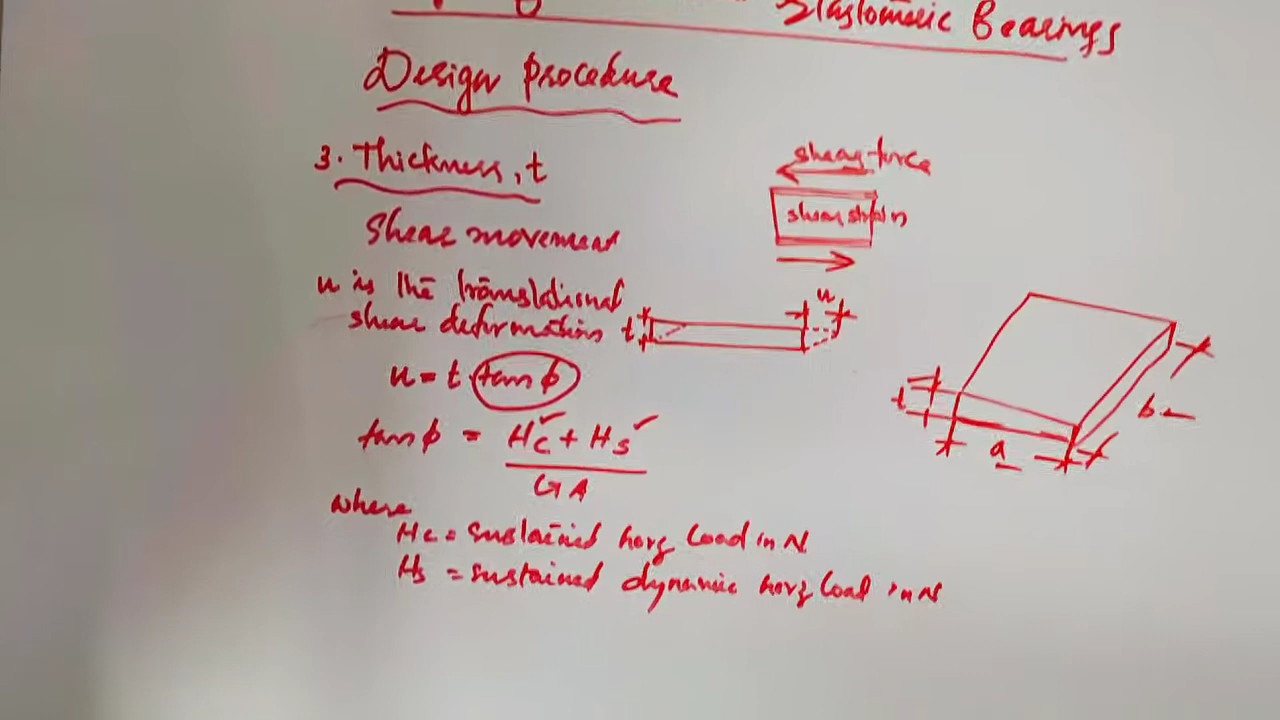 Elastomeric Bearings
Design procedure
3. Thickness, t
shear force
shear strain
Shear movement
u is the translational
shear deformation
t
u
u = t tan ϕ
tan ϕ = Hc + Hs
GA
t
a
b
where
Hc = sustained horz load in N
Hs = sustained dynamic horz load in N